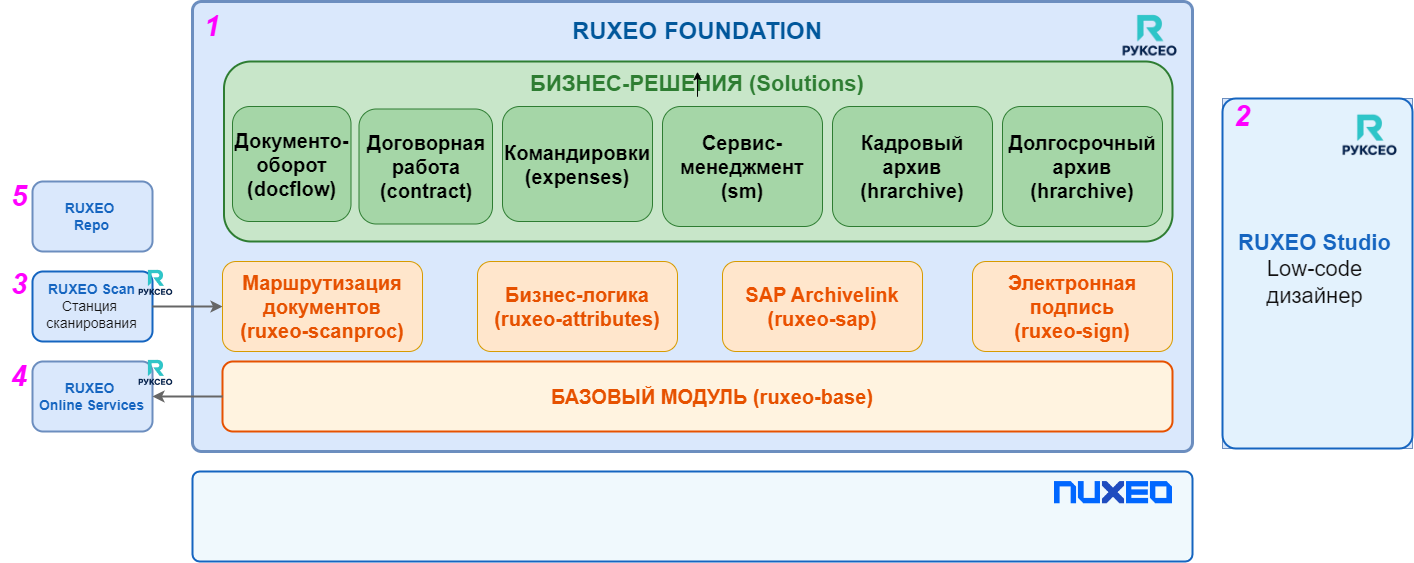 1
RUXEO FOUNDATION
РУКСЕО
БИЗНЕС-РЕШЕНИЯ (Solutions)
Документо-
оборот
(docflow)
Договорная
работа
(contract)
Командировки
(expenses)
Сервис-
менеджмент
(sm)
Кадровый
архив
(hrarchive)
Долгосрочный
архив
(hrarchive)
2
РУКСЕО
RUXEO Studio
Low-code
дизайнер
5
RUXEO
Repo
3
RUXEO Scan
РУКСЕО
Станция
сканирования
Маршрутизация
документов
(ruxeo-scanproc)
Бизнес-логика
(ruxeo-attributes)
SAP Archivelink
(ruxeo-sap)
Электронная
подпись
(ruxeo-sign)
4
РУКСЕО
RUXEO
Online Services
БАЗОВЫЙ МОДУЛЬ (ruxeo-base)
nuxeo